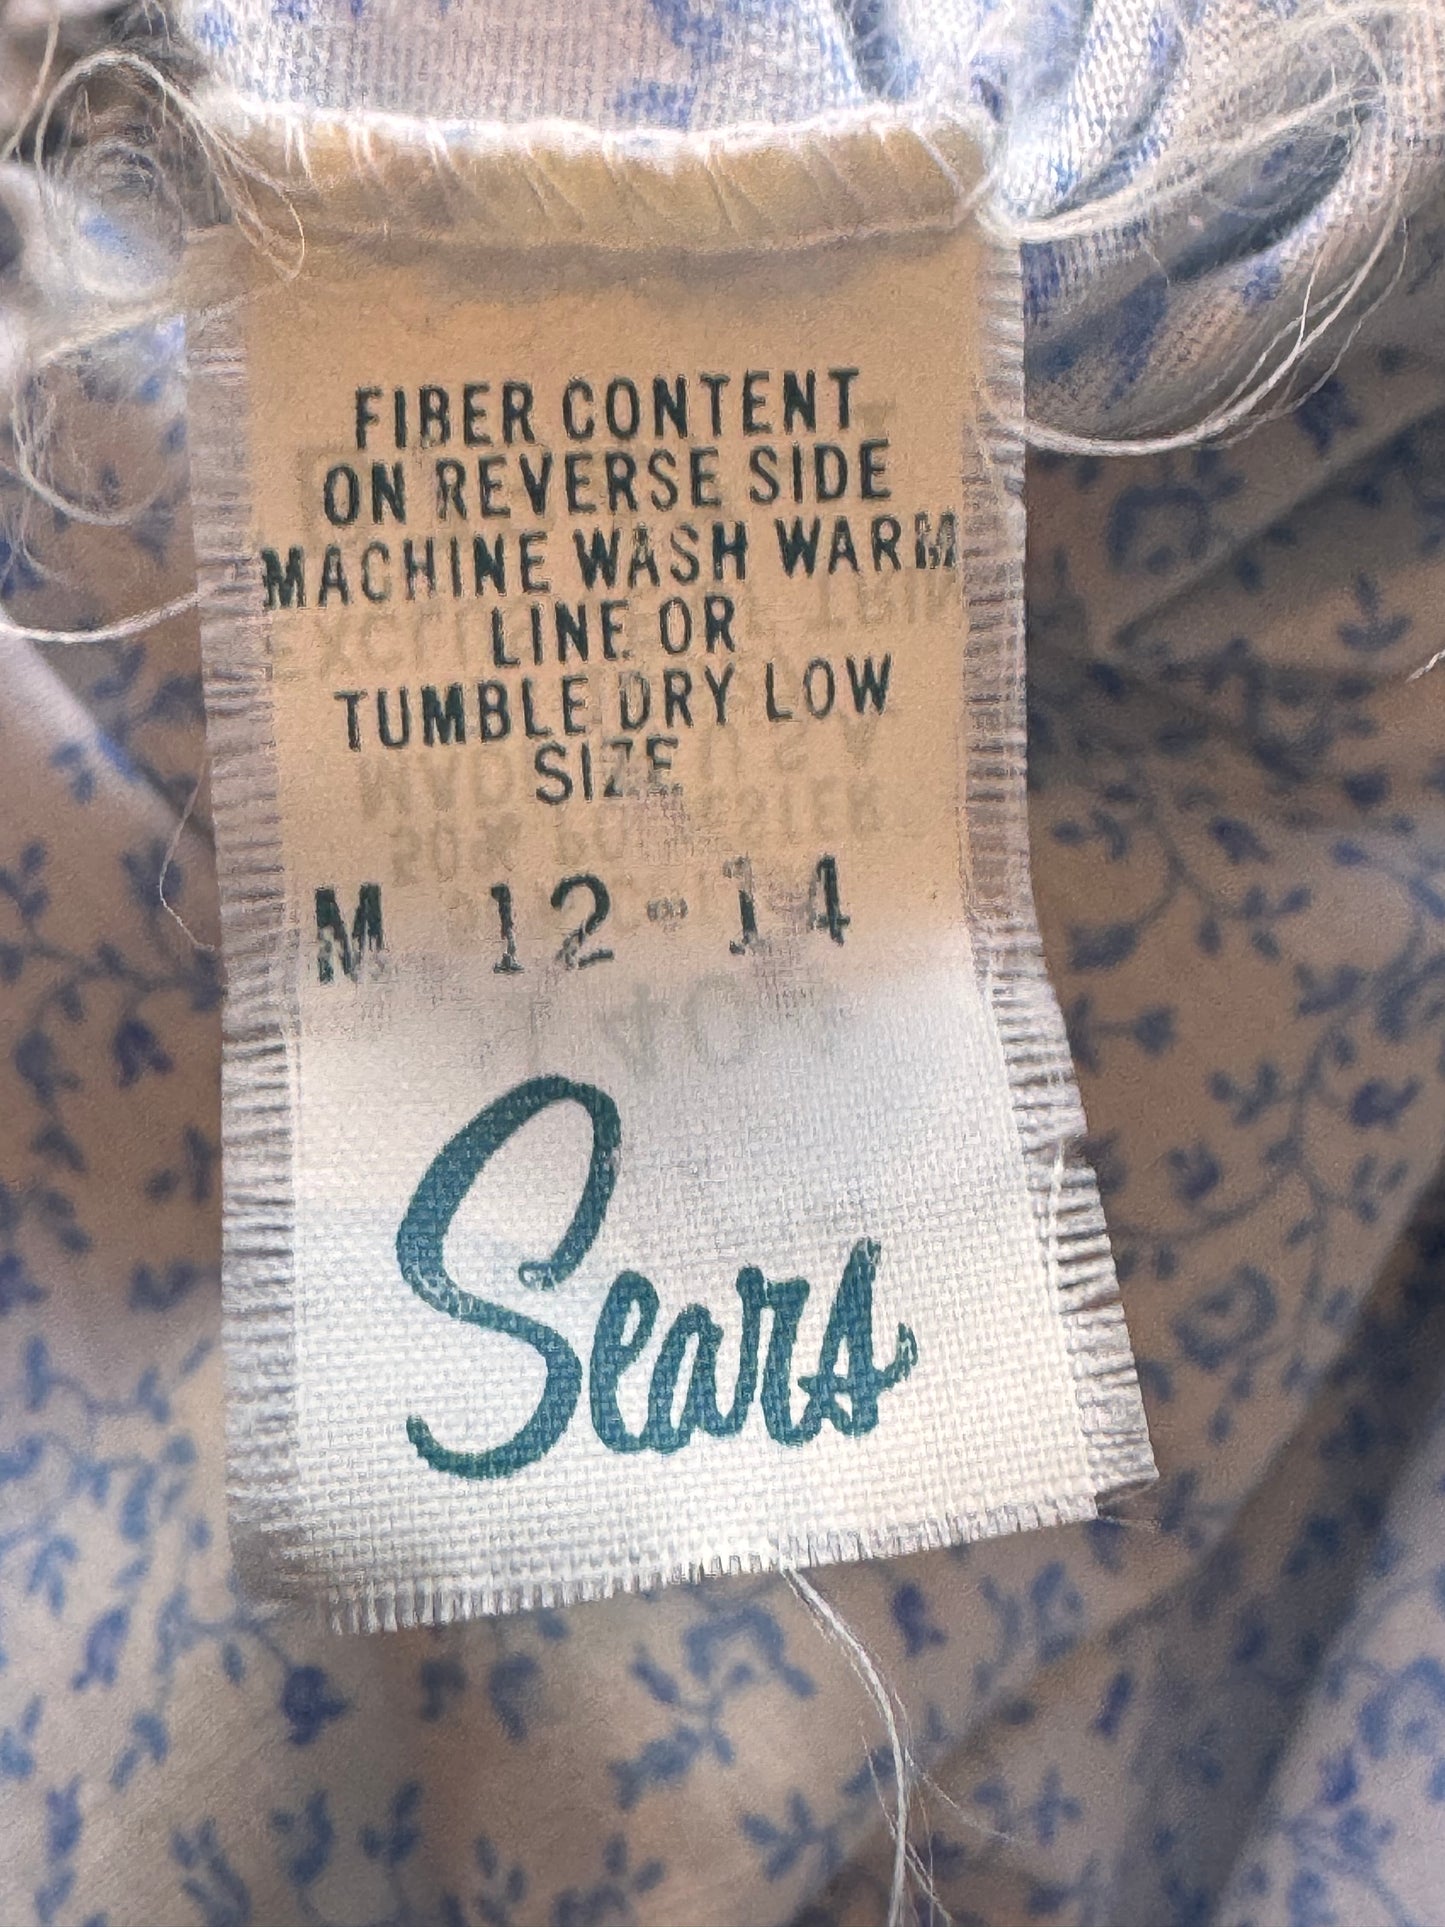 FIBER CONTENT
ON REVERSE SIDE
MACHINE WASH WARM
LINE OR
TUMBLE DRY LOW
SIZE
M 12-14
Sears